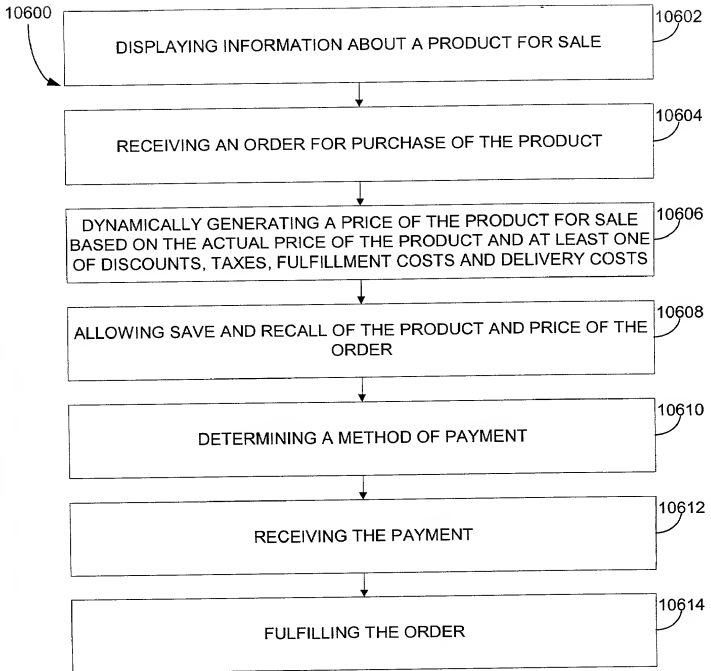 10600
10602
DISPLAYING INFORMATION ABOUT A PRODUCT FOR SALE
10604
RECEIVING AN ORDER FOR PURCHASE OF THE PRODUCT
10606
DYNAMICALLY GENERATING A PRICE OF THE PRODUCT FOR SALE
BASED ON THE ACTUAL PRICE OF THE PRODUCT AND AT LEAST ONE
OF DISCOUNTS, TAXES, FULFILLMENT COSTS AND DELIVERY COSTS
10608
ALLOWING SAVE AND RECALL OF THE PRODUCT AND PRICE OF THE
ORDER
10610
DETERMINING A METHOD OF PAYMENT
10612
RECEIVING THE PAYMENT
10614
FULFILLING THE ORDER